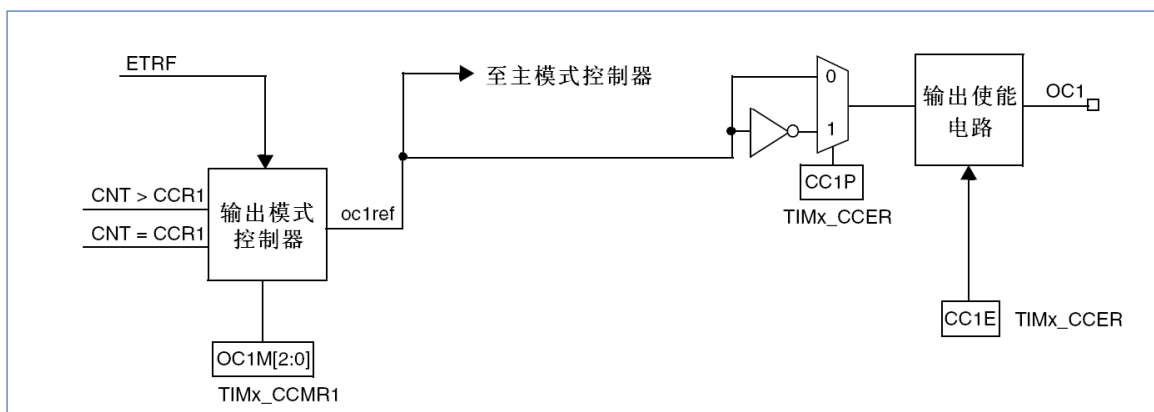 ETRF
至主模式控制器
0
1
输出使能
电路
OC1
CNT > CCR1
CNT = CCR1
输出模式
控制器
oc1ref
CC1P
TIMx_CCER
CC1E
TIMx_CCER
OC1M[2:0]
TIMx_CCMR1